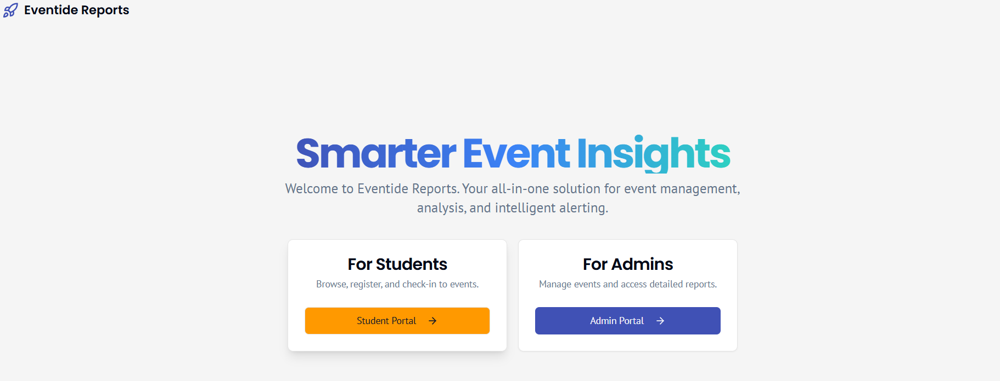 Eventide Reports
Smarter Event Insights
Welcome to Eventide Reports. Your all-in-one solution for event management,
analysis, and intelligent alerting.
For Students
Browse, register, and check-in to events.
Student Portal
For Admins
Manage events and access detailed reports.
Admin Portal